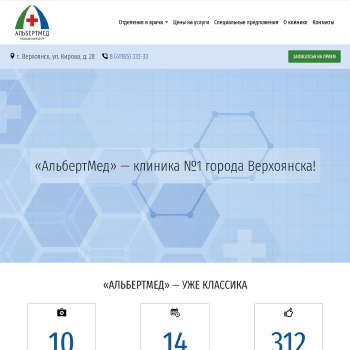 АЛЬБЕРТМЕД
МЕДИЦИНСКИЙ ЦЕНТР
Отделения и врачи
Цены на услуги
Специальные предложения
О клинике
Контакты
г. Верхоянск, ул. Кирова, д. 28
8 (41165) 233-33
ЗАПИСАТЬСЯ НА ПРИЕМ
«АльбертМед» — клиника №1 города Верхоянска!
«АЛЬБЕРТМЕД» — УЖЕ КЛАССИКА
10
14
312